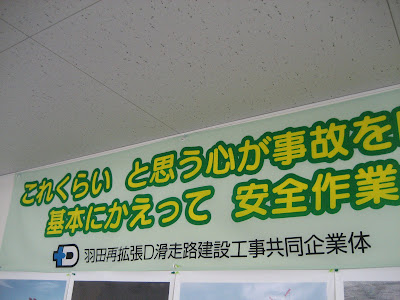 これくらい と思う心が事故を
基本にかえって 安全作業
羽田再拡張D滑走路建設工事共同企業体